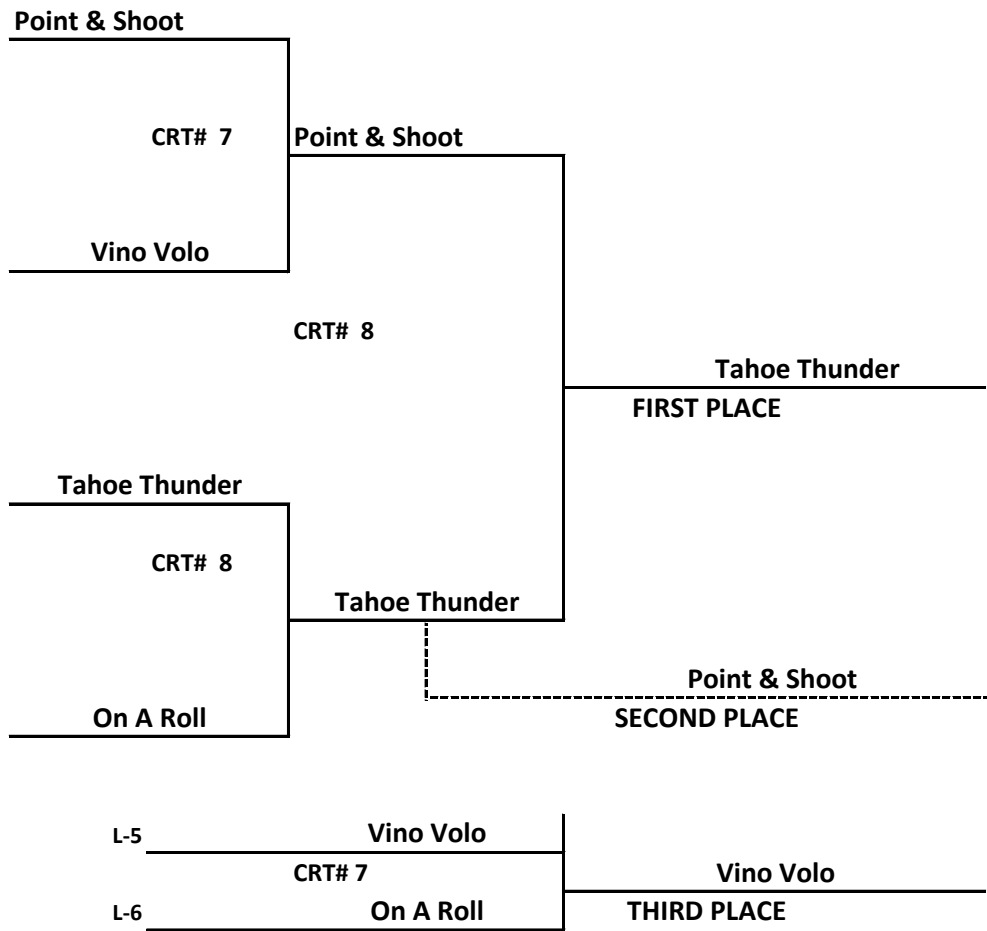 Point & Shoot
CRT# 7
Point & Shoot
Vino Volo
CRT# 8
Tahoe Thunder
FIRST PLACE
Tahoe Thunder
CRT# 8
Tahoe Thunder
Point & Shoot
On A Roll
SECOND PLACE
L-5
Vino Volo
CRT# 7
Vino Volo
L-6
On A Roll
THIRD PLACE